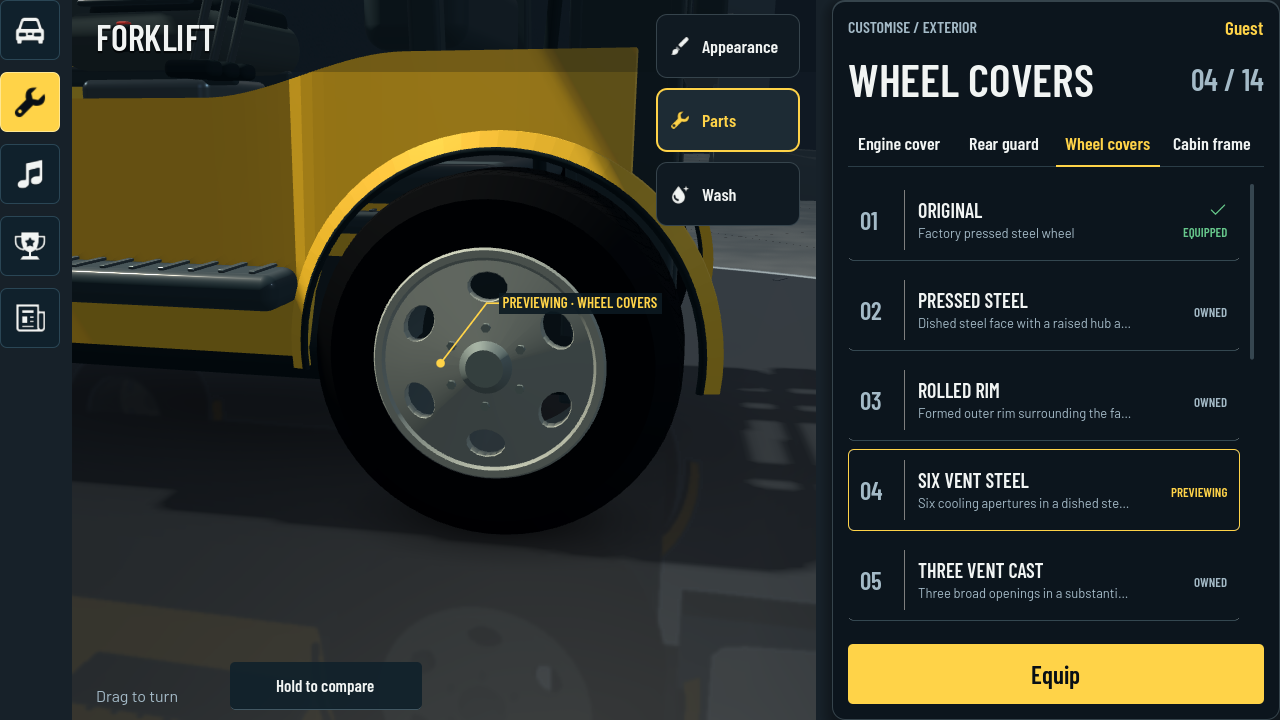 FORKLIFT
Appearance
Parts
Wash
PREVIEWING · WHEEL COVERS
Drag to turn
Hold to compare
CUSTOMISE / EXTERIOR
Guest
WHEEL COVERS
04 / 14
Engine cover
Rear guard
Wheel covers
Cabin frame
01
ORIGINAL
Factory pressed steel wheel
EQUIPPED
02
PRESSED STEEL
Dished steel face with a raised hub a...
OWNED
03
ROLLED RIM
Formed outer rim surrounding the fa...
OWNED
04
SIX VENT STEEL
Six cooling apertures in a dished ste...
PREVIEWING
05
THREE VENT CAST
Three broad openings in a substanti...
OWNED
Equip